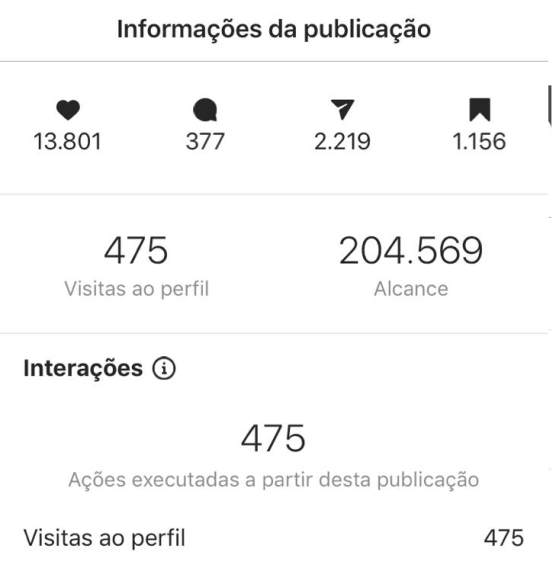 Informações da publicação
13.801 377 2.219 1.156
475 204.569
Visitas ao perfil Alcance
Interações
475
Ações executadas a partir desta publicação
Visitas ao perfil 475